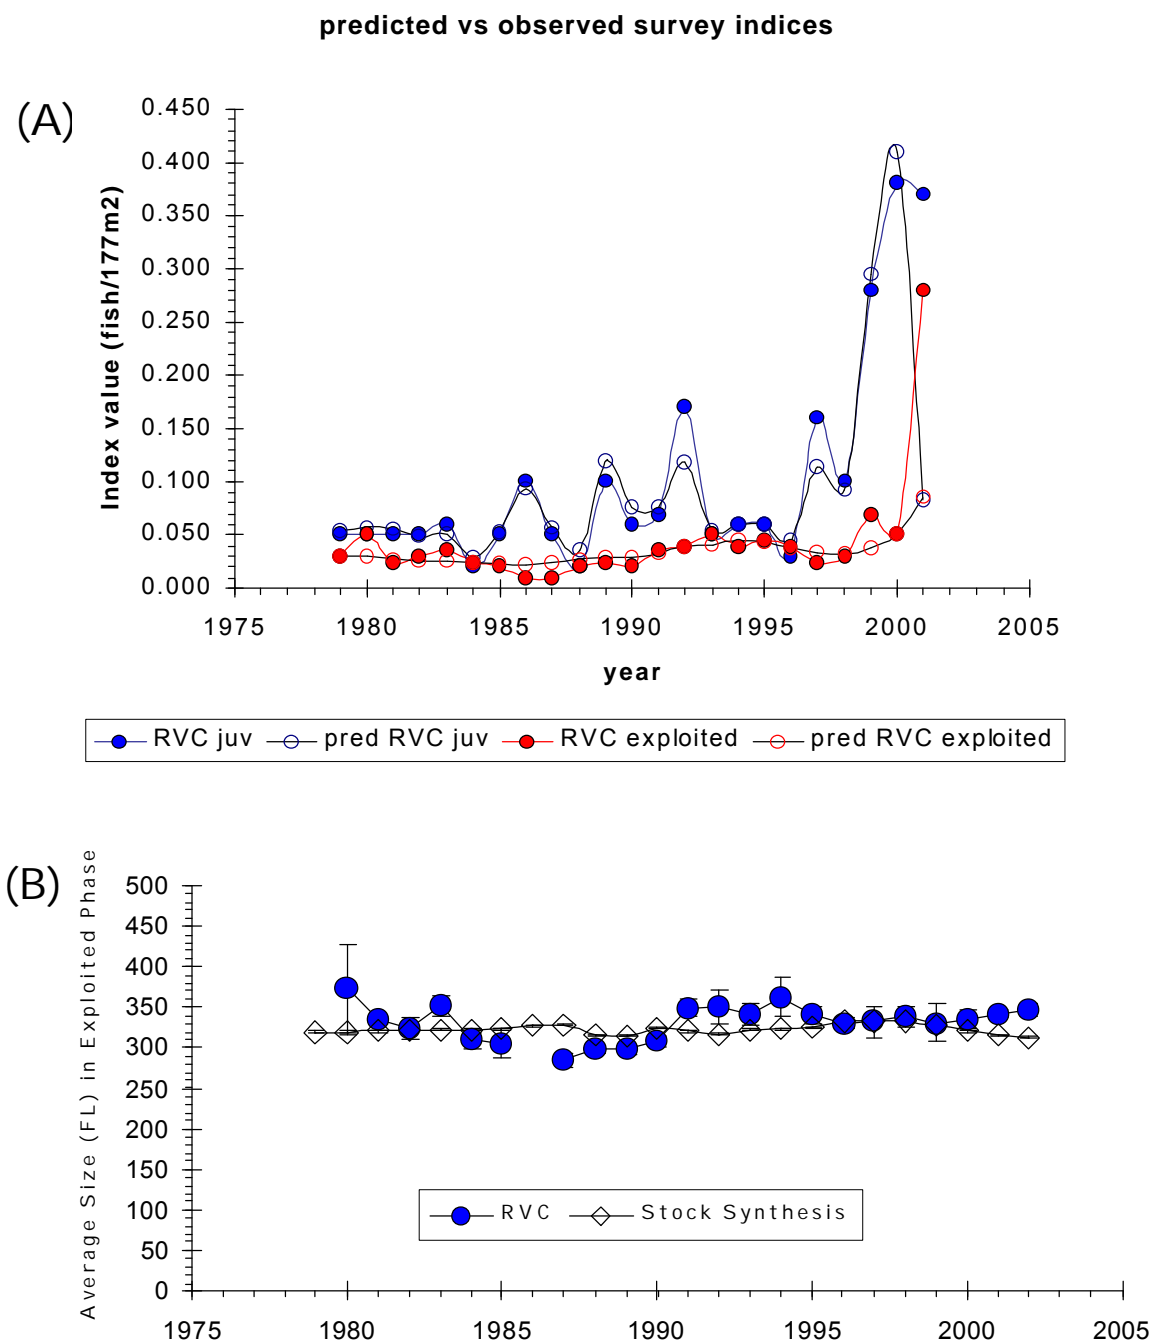 predicted vs observed survey indices
(A)
Index value (fish/177m2)
0.450
0.400
0.350
0.300
0.250
0.200
0.150
0.100
0.050
0.000
1975 1980 1985 1990 1995 2000 2005
year
RVC juv pred RVC juv RVC exploited pred RVC exploited
(B)
Average Size (FL) in Exploited Phase
500
450
400
350
300
250
200
150
100
50
0
RVC Stock Synthesis
1975 1980 1985 1990 1995 2000 2005